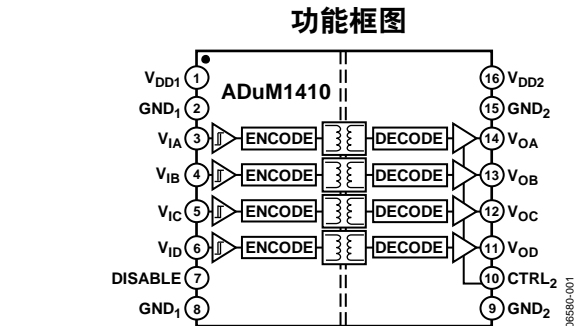 功能框图
ADuM1410
VDD1 1 16 VDD2
GND1 2 15 GND2
VIA 3 ENCODE DECODE 14 VOA
VIB 4 ENCODE DECODE 13 VOB
VIC 5 ENCODE DECODE 12 VOC
VID 6 ENCODE DECODE 11 VOD
DISABLE 7 10 CTRL2
GND1 8 9 GND2
06580-001